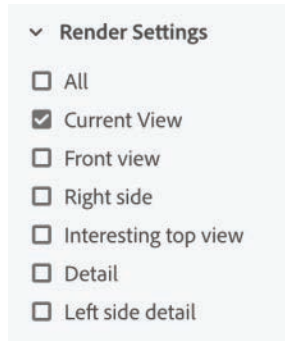 Render Settings
All
Current View
Front view
Right side
Interesting top view
Detail
Left side detail